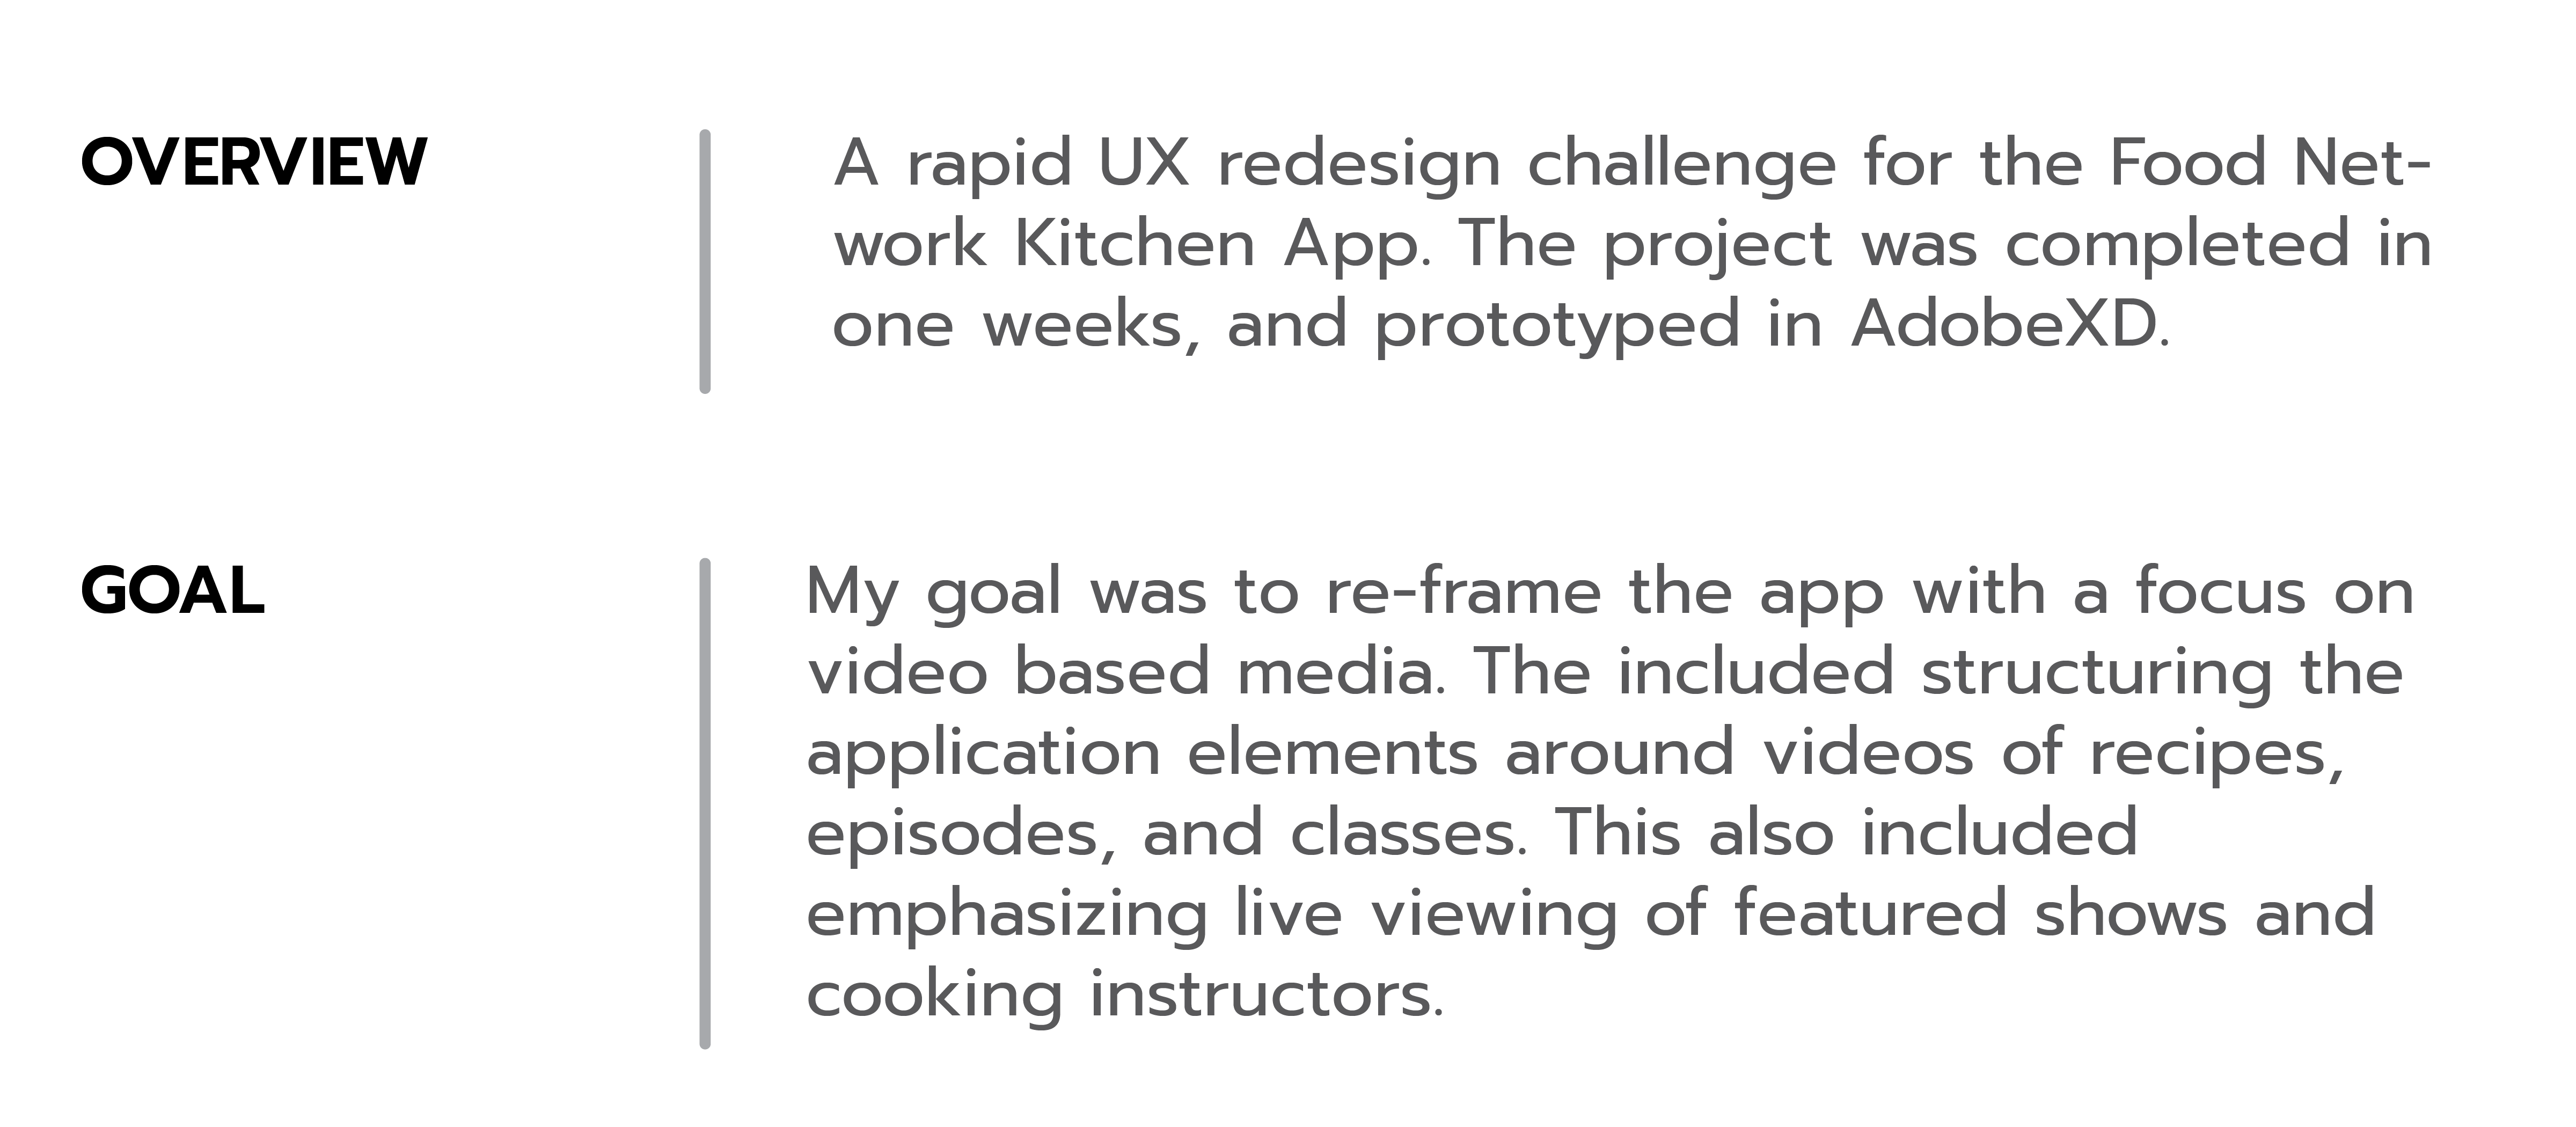 OVERVIEW
A rapid UX redesign challenge for the Food Net-
work Kitchen App. The project was completed in
one weeks, and prototyped in AdobeXD.
GOAL
My goal was to re-frame the app with a focus on
video based media. The included structuring the
application elements around videos of recipes,
episodes, and classes. This also included
emphasizing live viewing of featured shows and
cooking instructors.